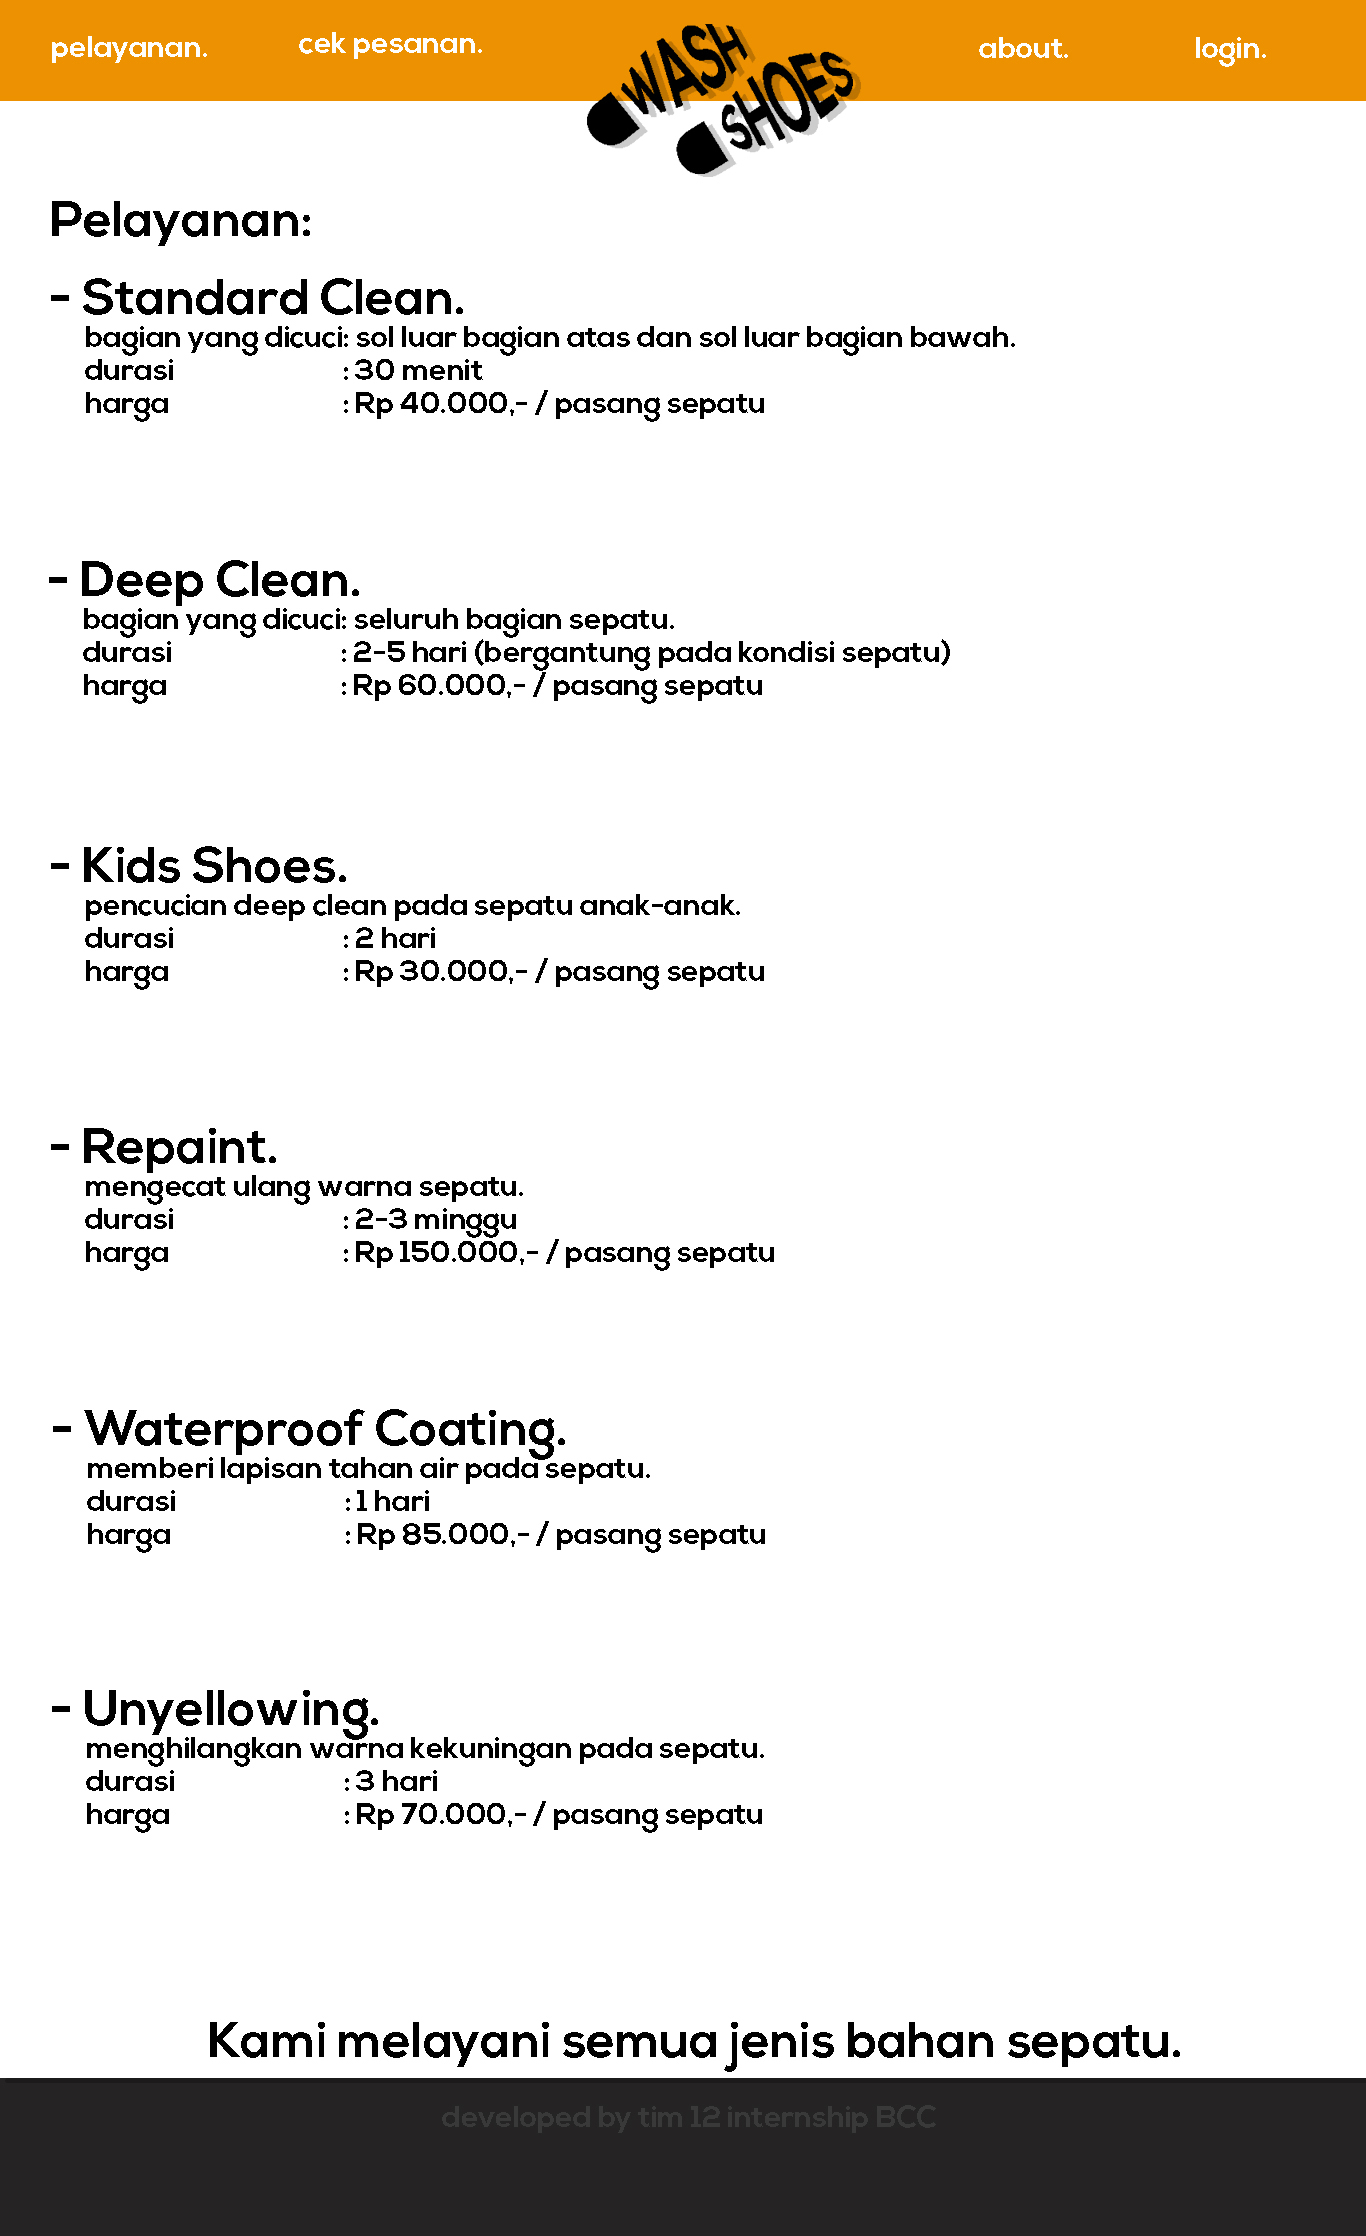 pelayanan.
cek pesanan.
WASH
SHOES
about.
login.
Pelayanan:
- Standard Clean.
bagian yang dicuci: sol luar bagian atas dan sol luar bagian bawah.
durasi : 30 menit
harga : Rp 40.000,- / pasang sepatu
- Deep Clean.
bagian yang dicuci: seluruh bagian sepatu.
durasi : 2-5 hari (bergantung pada kondisi sepatu)
harga : Rp 60.000,- / pasang sepatu
- Kids Shoes.
pencucian deep clean pada sepatu anak-anak.
durasi : 2 hari
harga : Rp 30.000,- / pasang sepatu
- Repaint.
mengecat ulang warna sepatu.
durasi : 2-3 minggu
harga : Rp 150.000,- / pasang sepatu
- Waterproof Coating.
memberi lapisan tahan air pada sepatu.
durasi : 1 hari
harga : Rp 85.000,- / pasang sepatu
- Unyellowing.
menghilangkan warna kekuningan pada sepatu.
durasi : 3 hari
harga : Rp 70.000,- / pasang sepatu
Kami melayani semua jenis bahan sepatu.
developed by tim 12 internship BCC